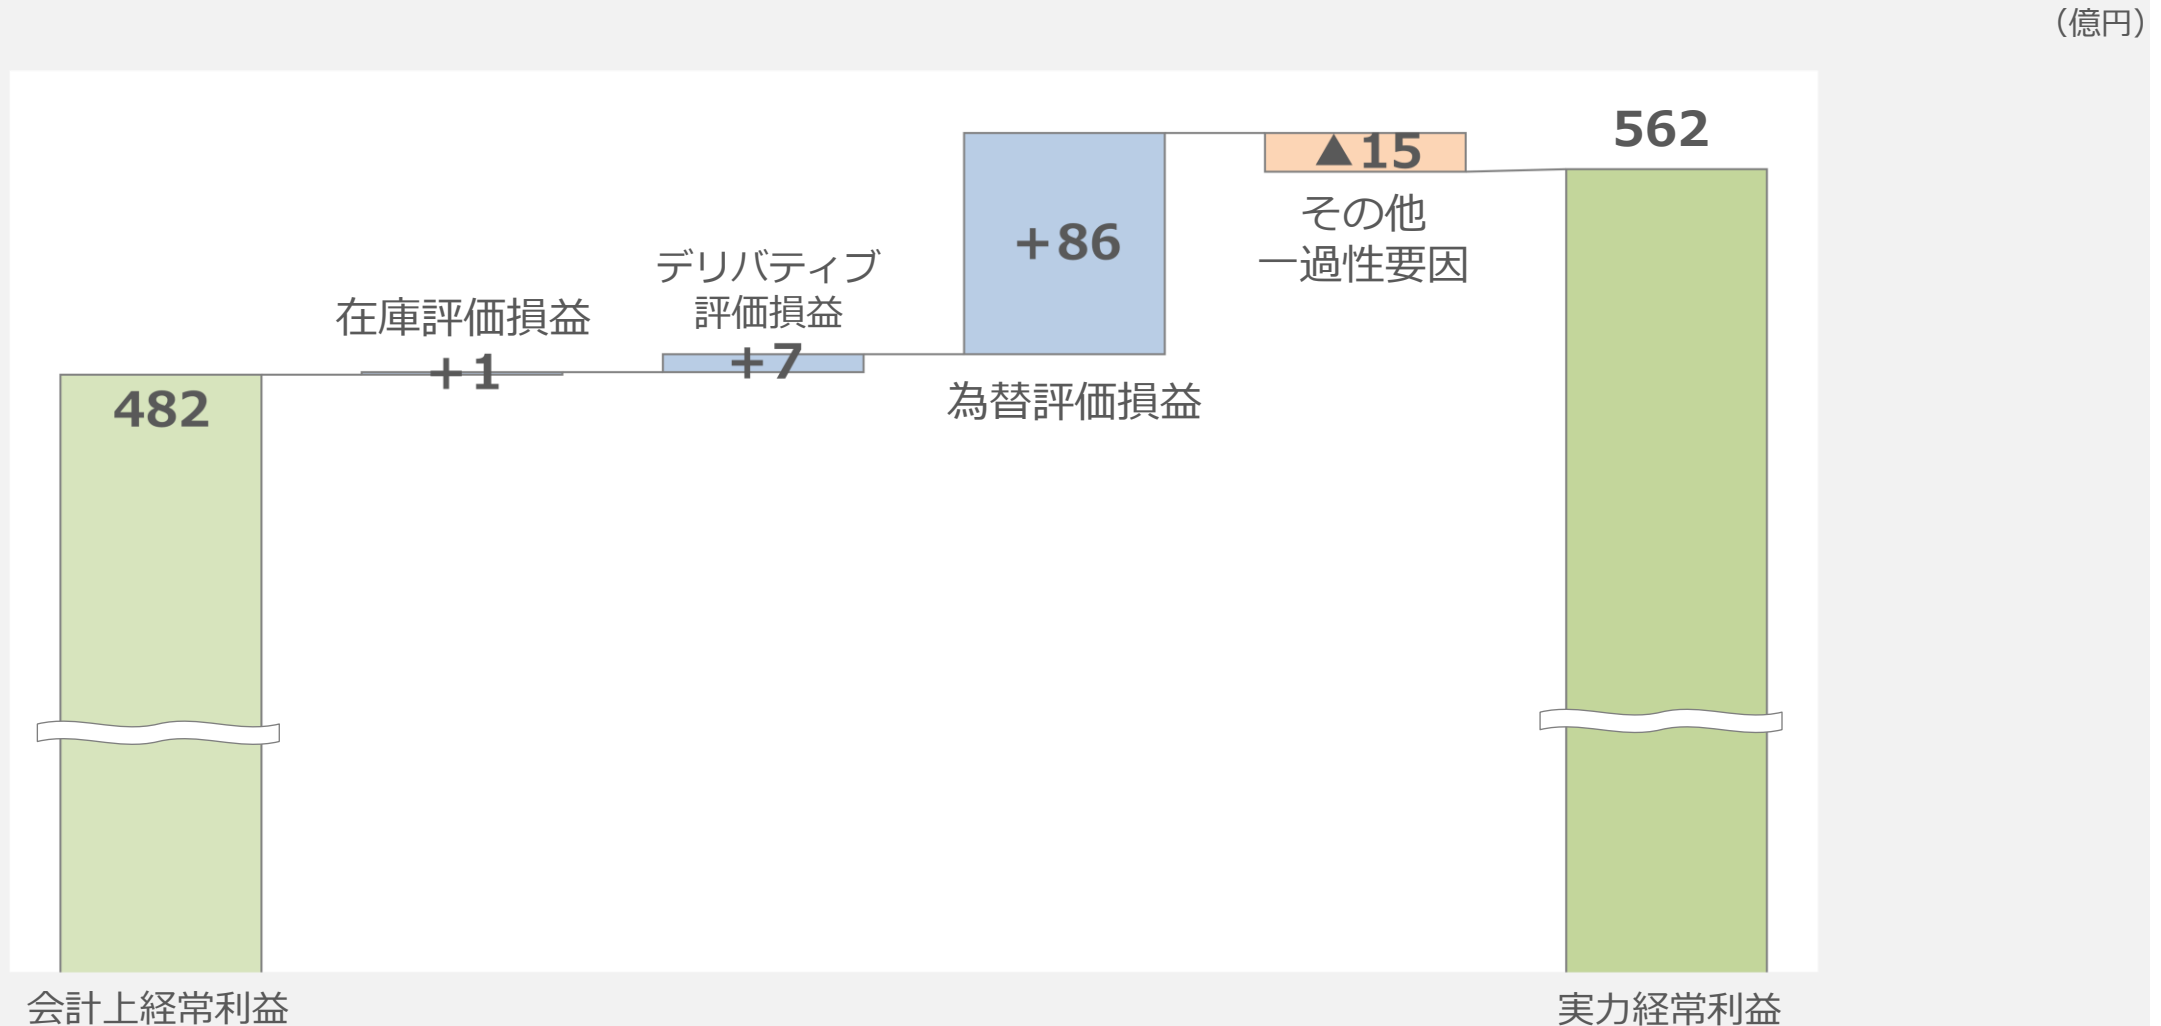 （億円）
482
在庫評価損益
+1
デリバティブ
評価損益
+7
+86
為替評価損益
▲15
その他
一過性要因
562
会計上経常利益
実力経常利益